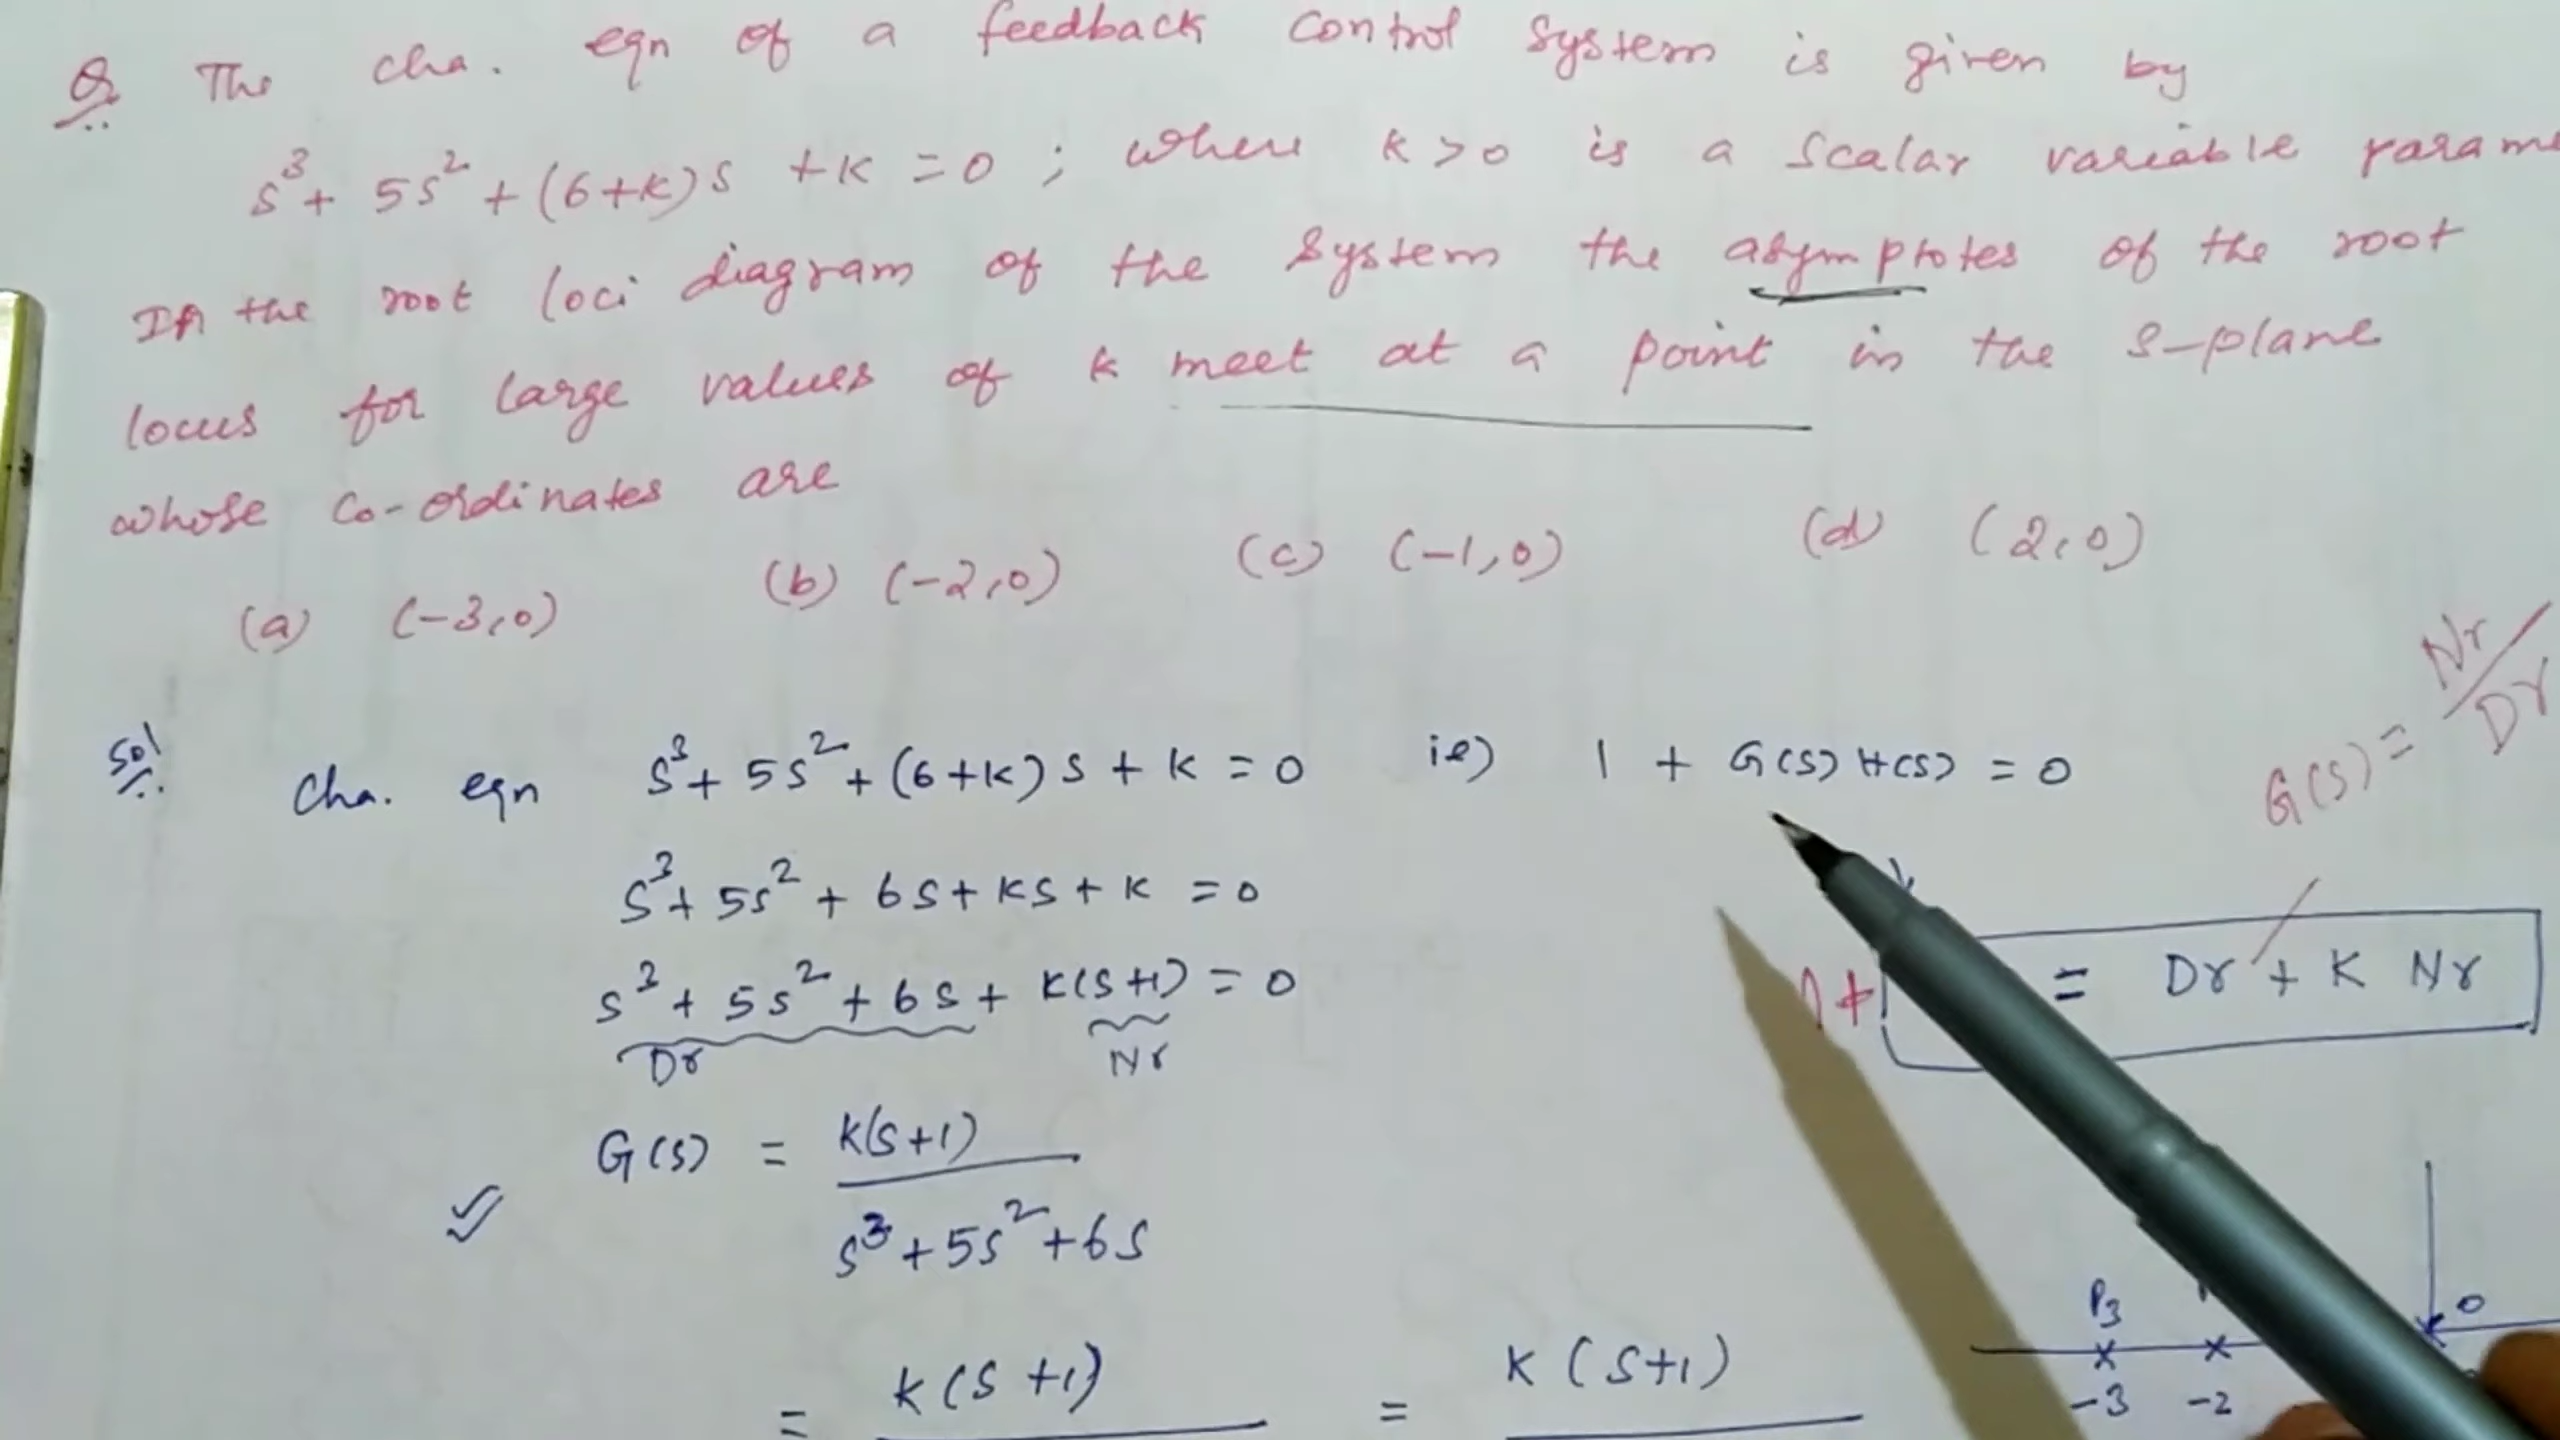 Q The cha. eqn of a feedback control system is given by
s³ + 5s² + (6+k)s + k = 0 ; where k > 0 is a scalar variable param
In the root loci diagram of the system the asymptotes of the root
locus for large values of k meet at a point in the s-plane
whose co-ordinates are
(a) (-3,0) (b) (-2,0) (c) (-1,0) (d) (2,0)
Sol cha. eqn s³ + 5s² + (6+k)s + k = 0 ie) 1 + G(s) H(s) = 0
G(s) = Nr/Dr
s³ + 5s² + 6s + ks + k = 0
s³ + 5s² + 6s + k(s+1) = 0
Dr Nr
1+ = Dr + K Nr
G(s) = k(s+1)
s³ + 5s² + 6s
= k(s+1) = k(s+1)
P3 0
-3 -2